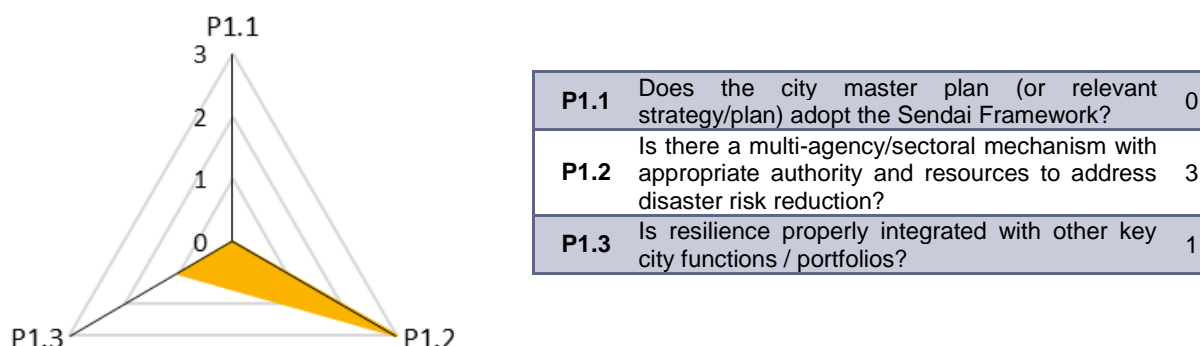 P1.1
3
2
1
0
P1.3
P1.2
P1.1 Does the city master plan (or relevant
strategy/plan) adopt the Sendai Framework? 0
Is there a multi-agency/sectoral mechanism with
P1.2 appropriate authority and resources to address 3
disaster risk reduction?
P1.3 Is resilience properly integrated with other key
city functions / portfolios? 1